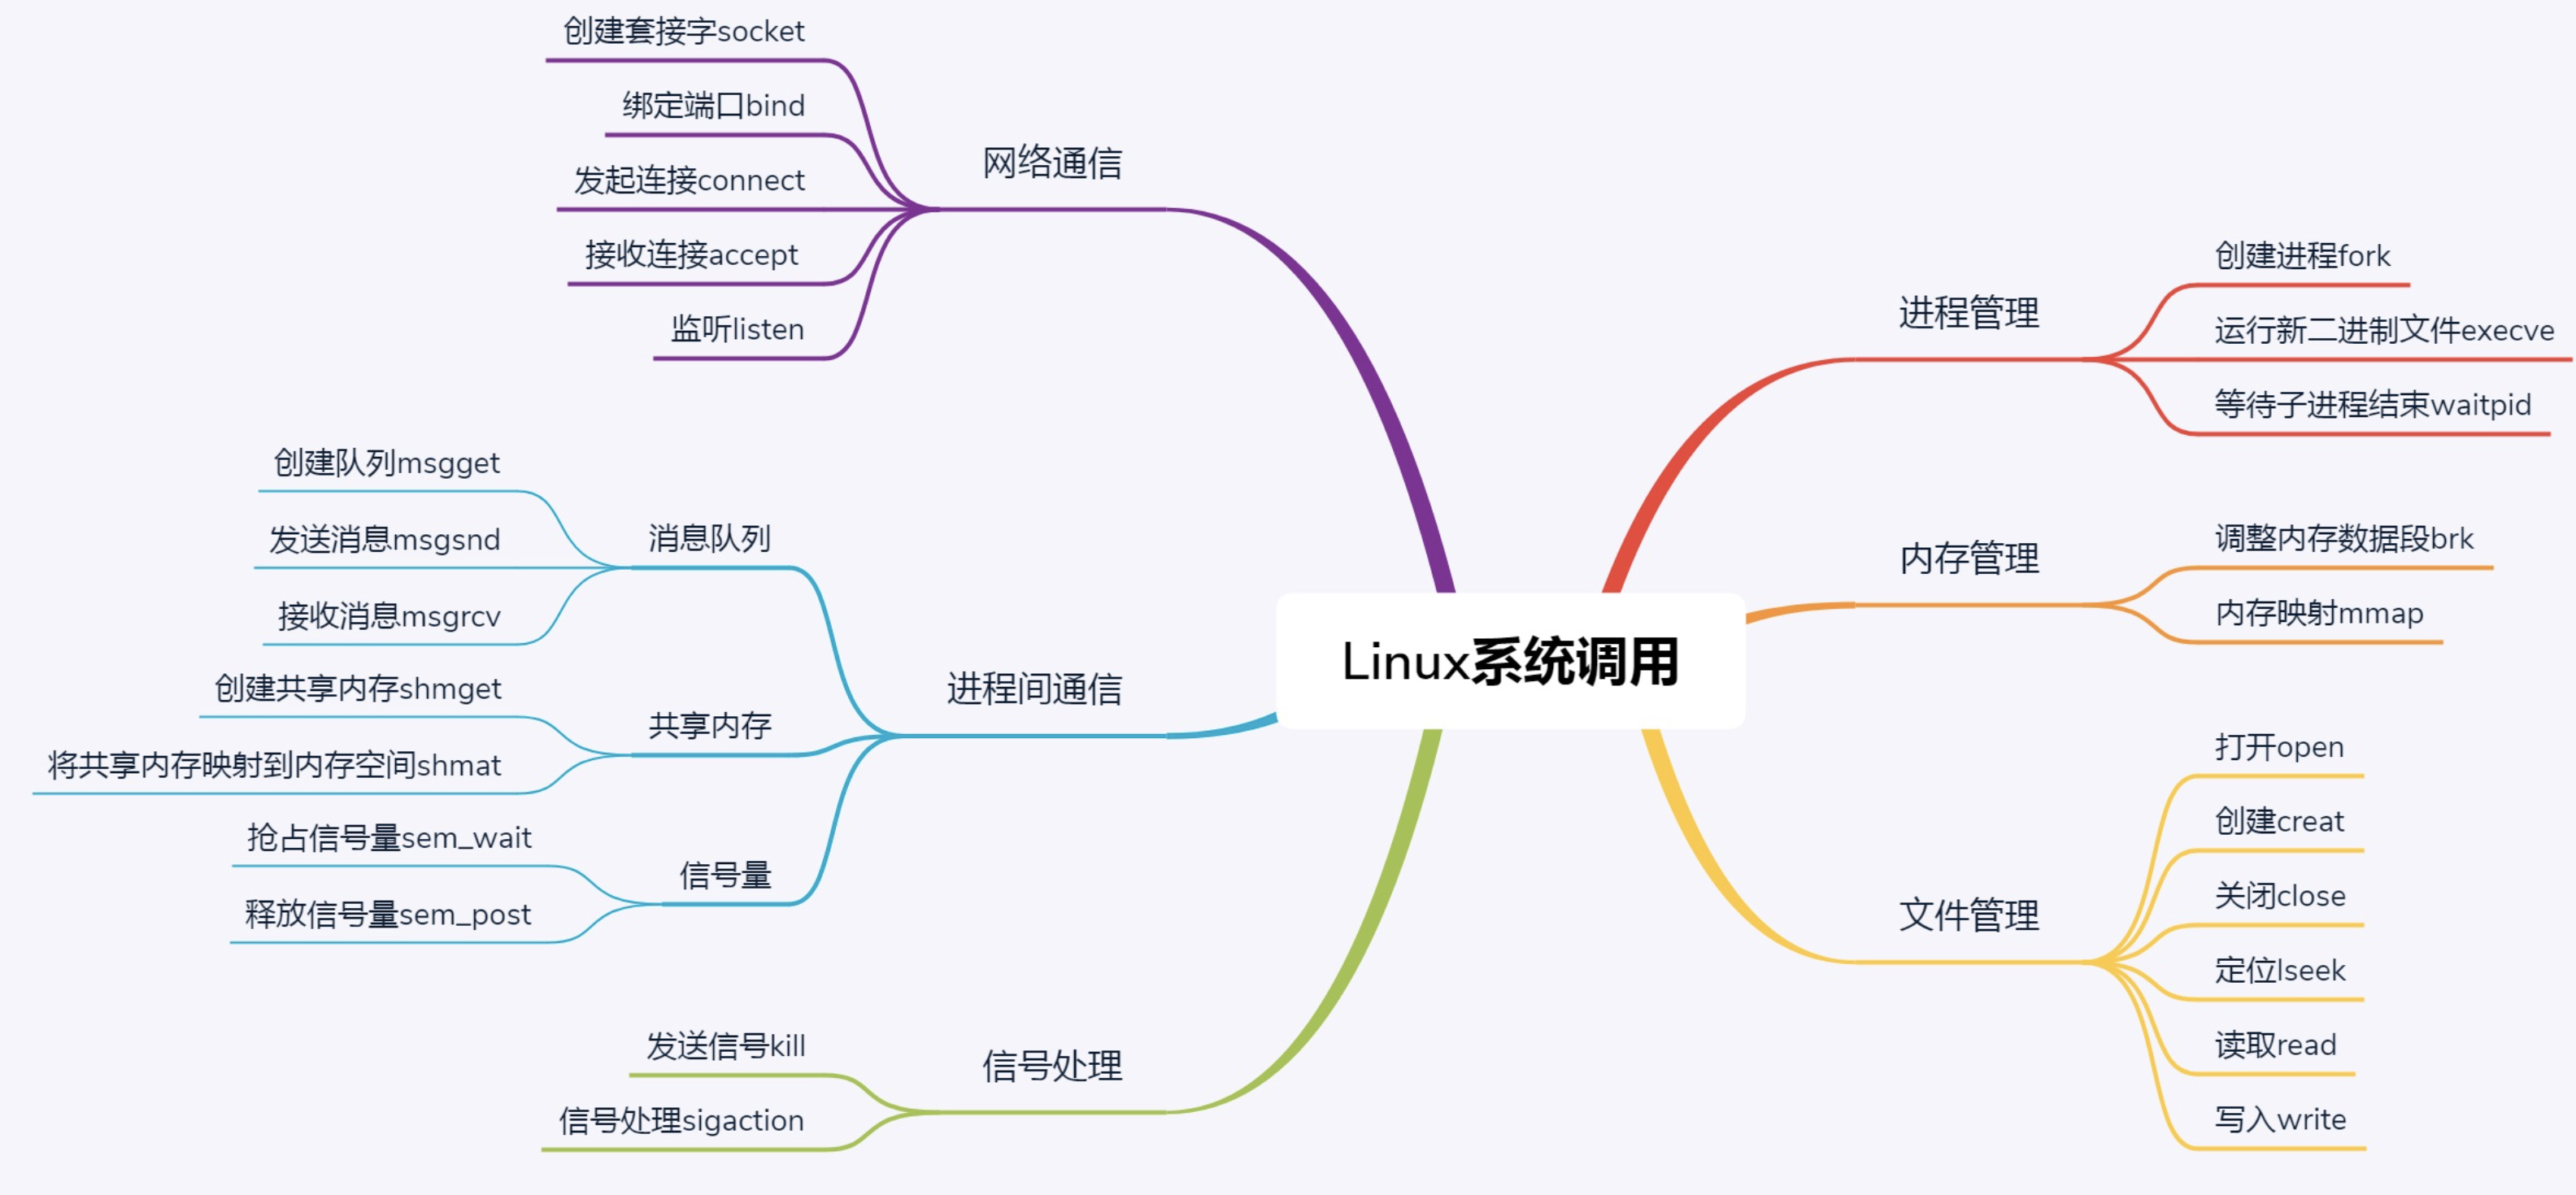 Linux系统调用
进程管理
创建进程fork
运行新二进制文件execve
等待子进程结束waitpid
内存管理
调整内存数据段brk
内存映射mmap
文件管理
打开open
创建creat
关闭close
定位lseek
读取read
写入write
网络通信
创建套接字socket
绑定端口bind
发起连接connect
接收连接accept
监听listen
进程间通信
消息队列
创建队列msgget
发送消息msgsnd
接收消息msgrcv
共享内存
创建共享内存shmget
将共享内存映射到内存空间shmat
信号量
抢占信号量sem_wait
释放信号量sem_post
信号处理
发送信号kill
信号处理sigaction